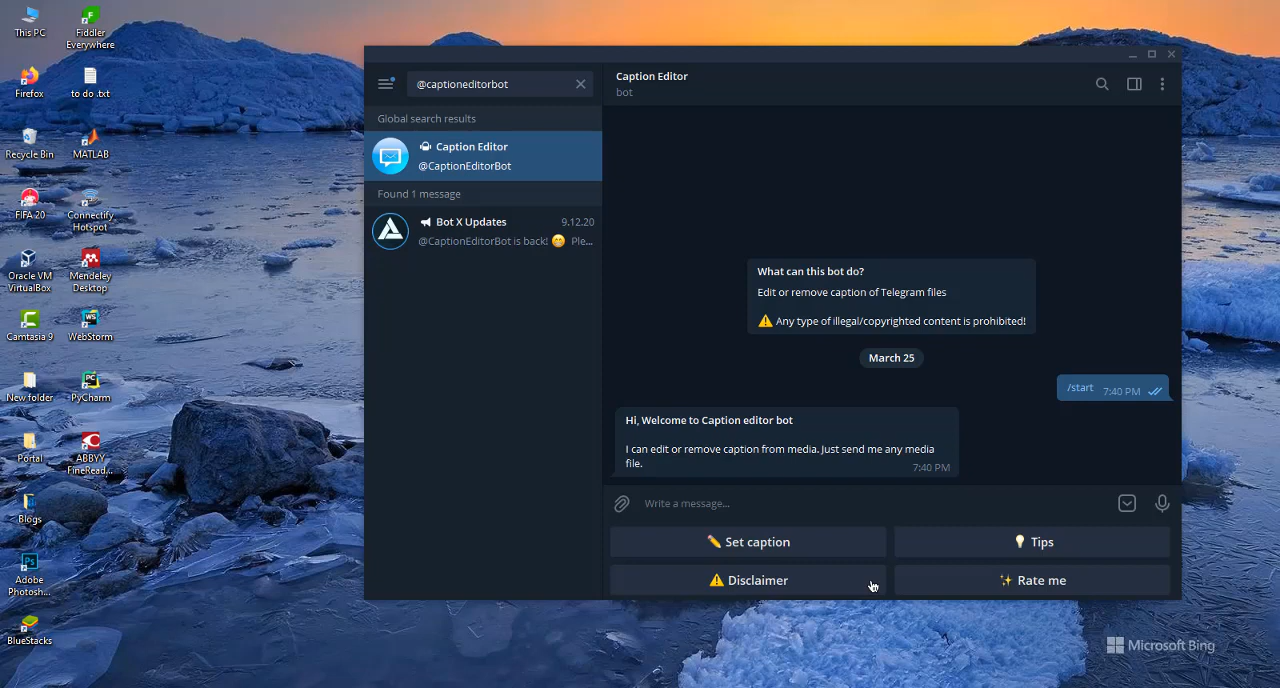 This PC
Fiddler
Everywhere
Firefox
to do .txt
Recycle Bin
MATLAB
FIFA 20
Connectify
Hotspot
Oracle VM
VirtualBox
Mendeley
Desktop
Camtasia 9
WebStorm
New folder
PyCharm
Portal
ABBYY
FineRead...
Blogs
Adobe
Photosh...
BlueStacks
@captioneditorbot
Global search results
Caption Editor
@CaptionEditorBot
Found 1 message
Bot X Updates 9.12.20
@CaptionEditorBot is back! 🤗 Ple...
Caption Editor
bot
What can this bot do?
Edit or remove caption of Telegram files
⚠️ Any type of illegal/copyrighted content is prohibited!
March 25
/start 7:40 PM
Hi, Welcome to Caption editor bot
I can edit or remove caption from media. Just send me any media
file.
7:40 PM
Write a message...
✏️ Set caption
💡 Tips
⚠️ Disclaimer
✨ Rate me
Microsoft Bing